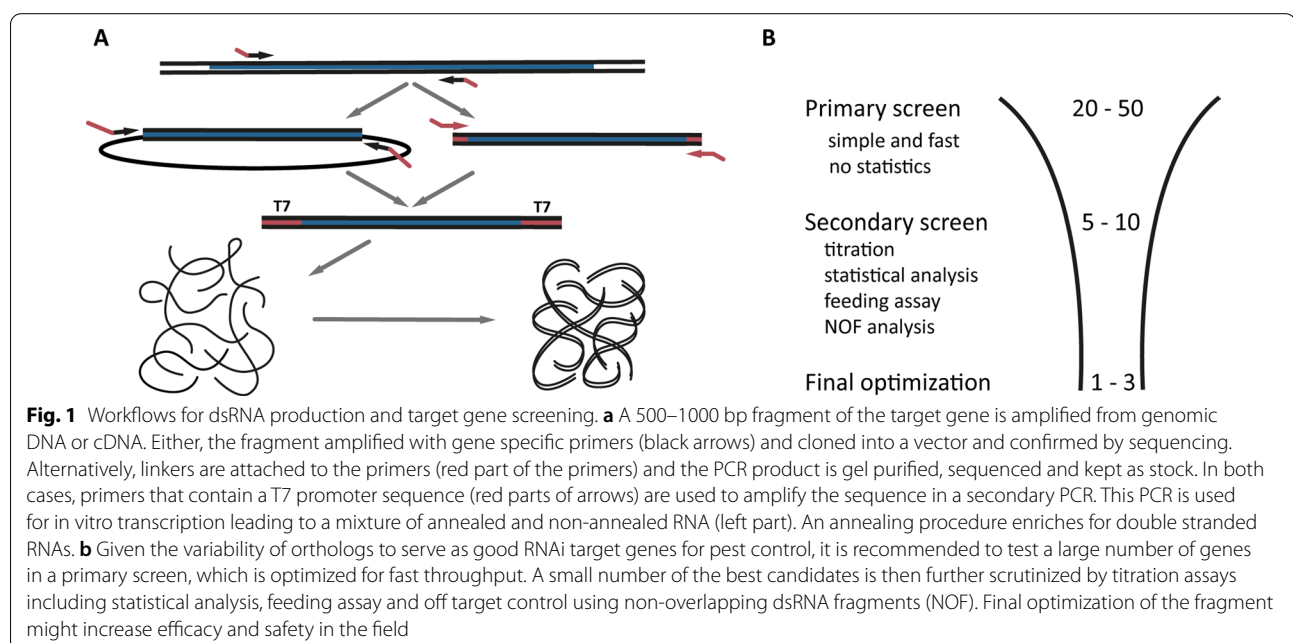 A
B
T7
T7
Primary screen 20 - 50
simple and fast
no statistics
Secondary screen 5 - 10
titration
statistical analysis
feeding assay
NOF analysis
Final optimization 1 - 3
Fig. 1 Workflows for dsRNA production and target gene screening. a A 500–1000 bp fragment of the target gene is amplified from genomic
DNA or cDNA. Either, the fragment amplified with gene specific primers (black arrows) and cloned into a vector and confirmed by sequencing.
Alternatively, linkers are attached to the primers (red part of the primers) and the PCR product is gel purified, sequenced and kept as stock. In both
cases, primers that contain a T7 promoter sequence (red parts of arrows) are used to amplify the sequence in a secondary PCR. This PCR is used
for in vitro transcription leading to a mixture of annealed and non-annealed RNA (left part). An annealing procedure enriches for double stranded
RNAs. b Given the variability of orthologs to serve as good RNAi target genes for pest control, it is recommended to test a large number of genes
in a primary screen, which is optimized for fast throughput. A small number of the best candidates is then further scrutinized by titration assays
including statistical analysis, feeding assay and off target control using non-overlapping dsRNA fragments (NOF). Final optimization of the fragment
might increase efficacy and safety in the field